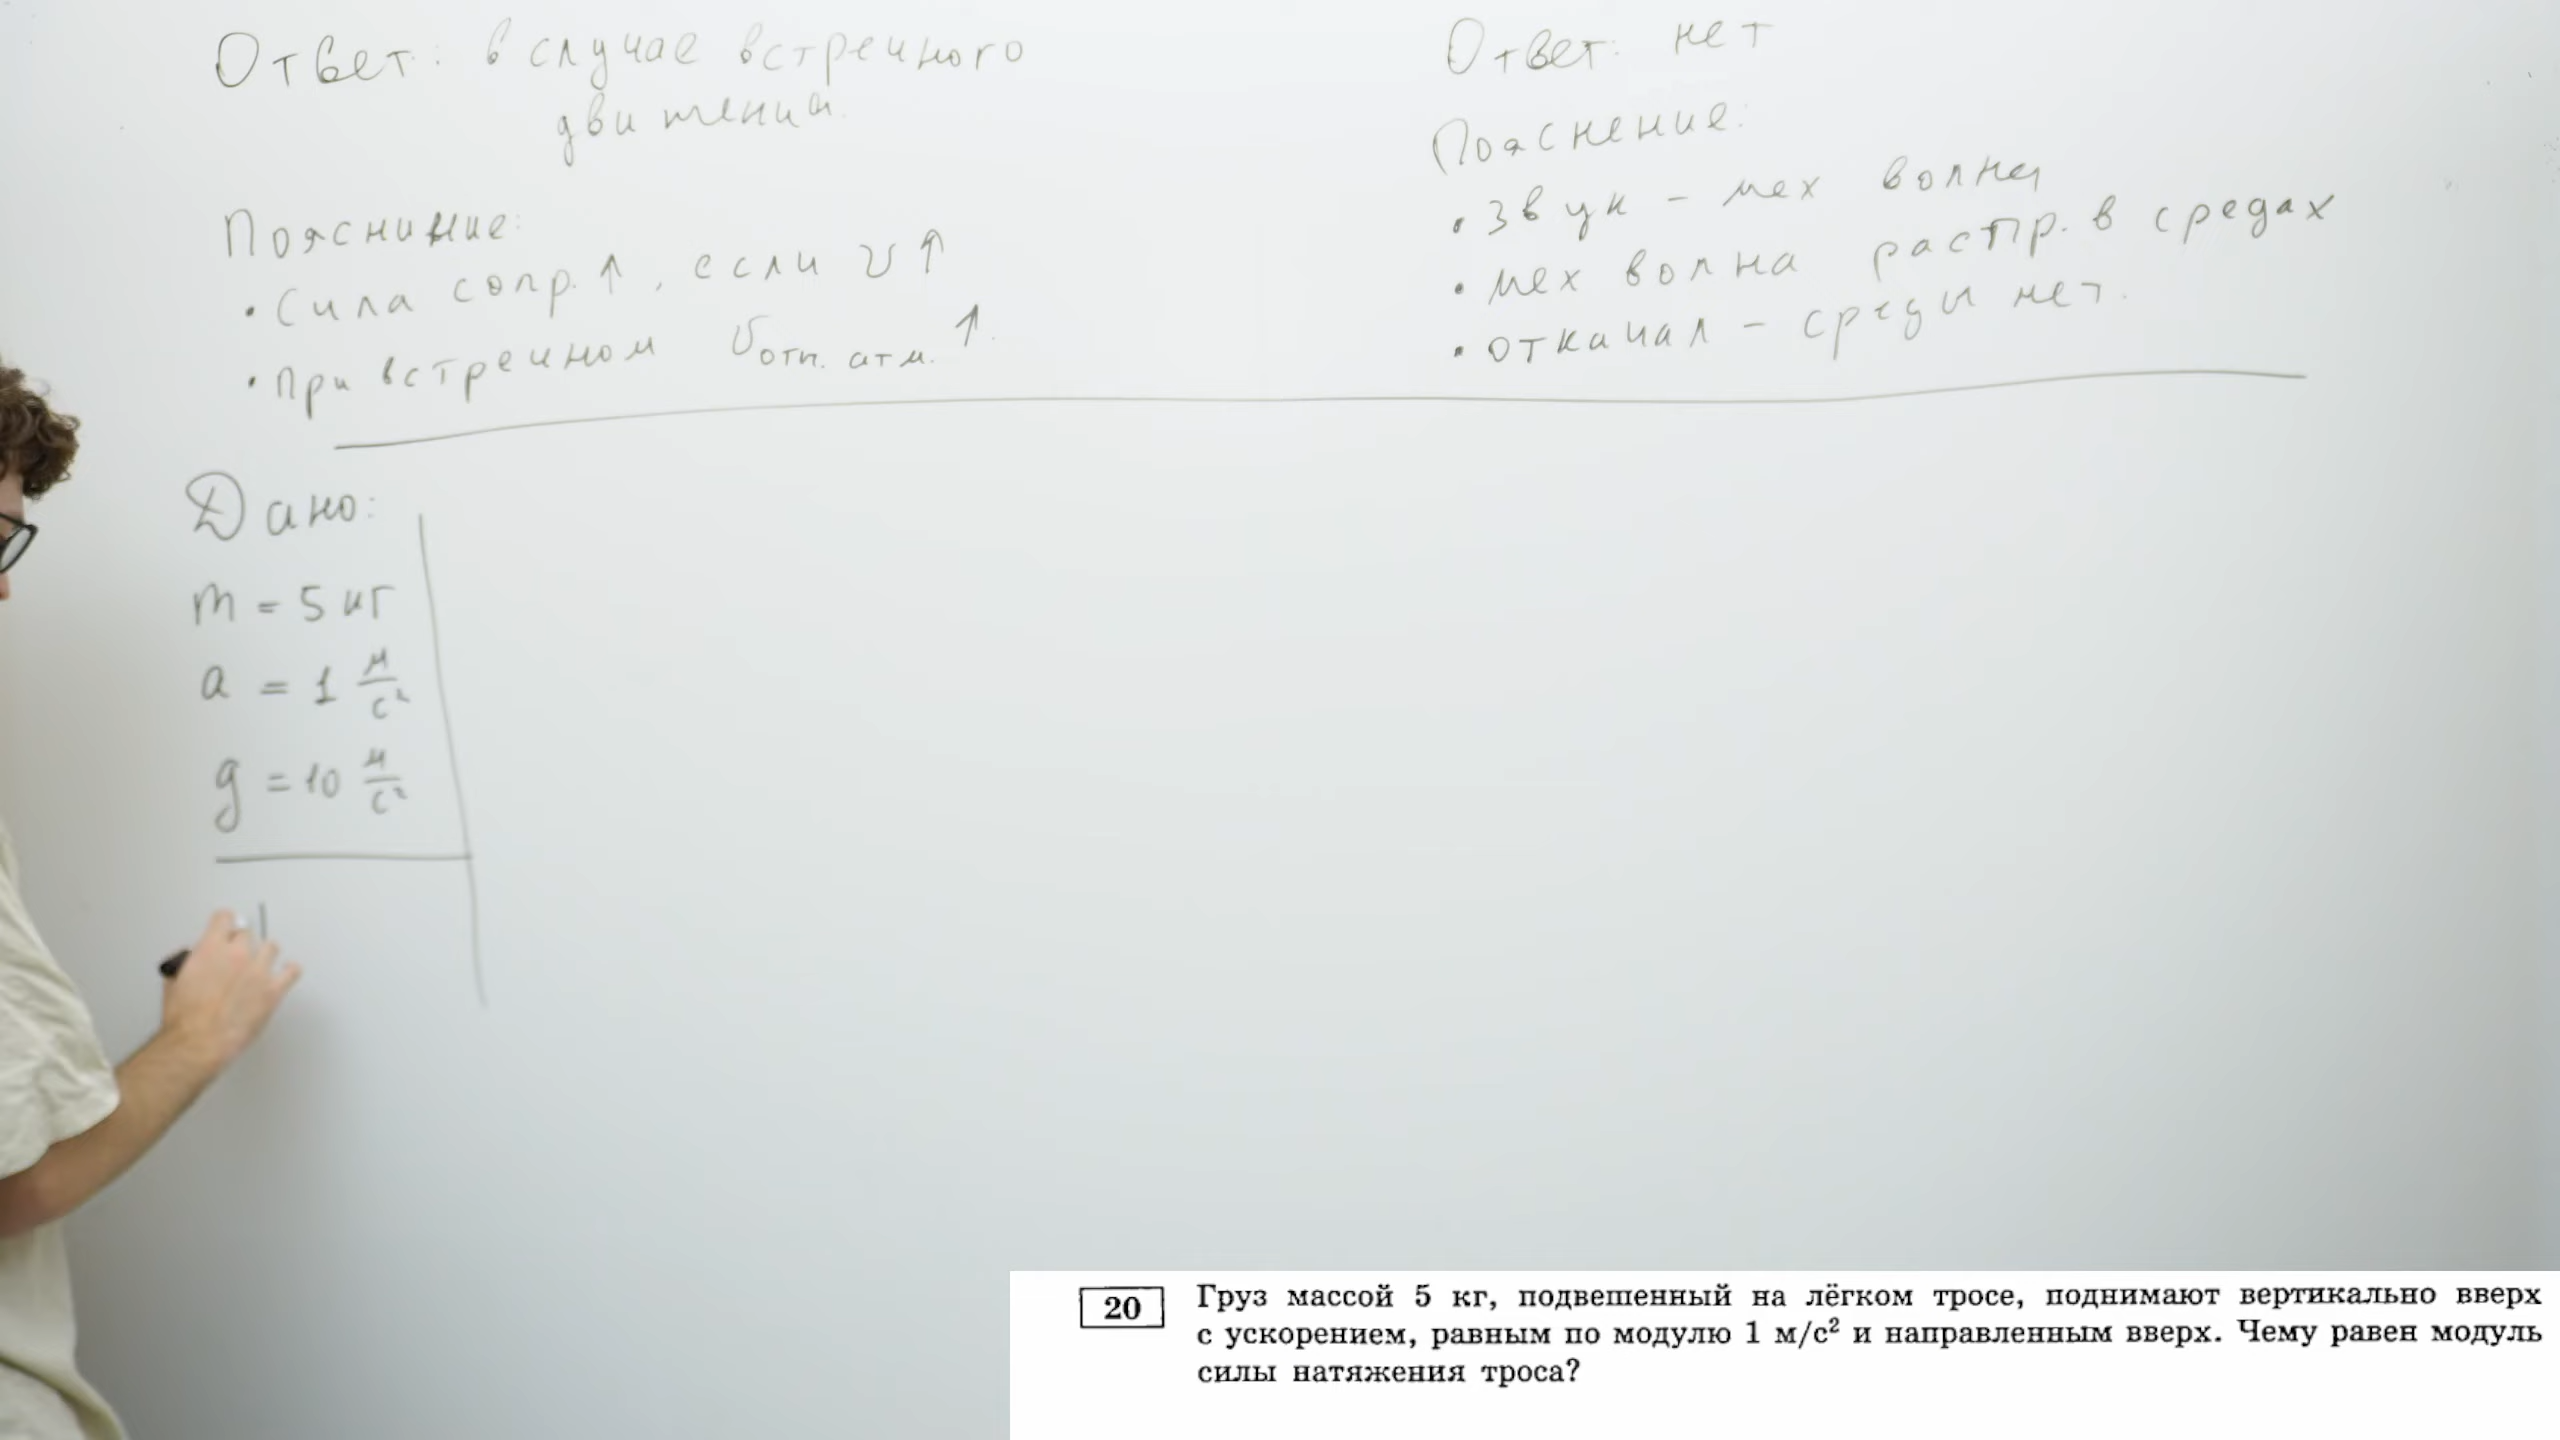 Ответ: в случае встречного
движения.
Поясниние:
• Сила сопр. ↑, если v ↑
• При встречном v отн. атм. ↑.
Ответ: нет
Пояснение:
• звук – мех волна
• мех волна распр. в средах
• откачал – среды нет.
Дано:
m = 5 кг
a = 1 м/с²
g = 10 м/с²
20 Груз массой 5 кг, подвешенный на лёгком тросе, поднимают вертикально вверх
с ускорением, равным по модулю 1 м/с² и направленным вверх. Чему равен модуль
силы натяжения троса?